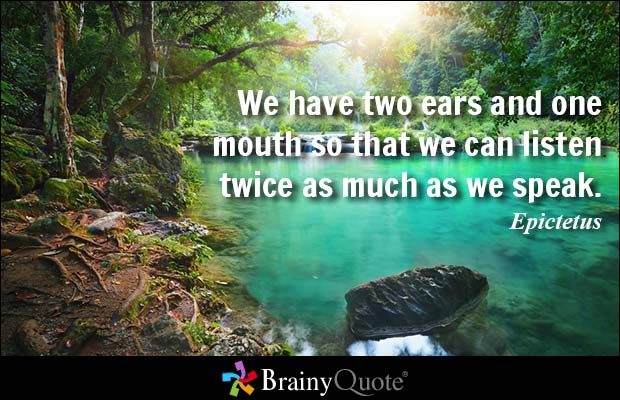 We have two ears and one
mouth so that we can listen
twice as much as we speak.
Epictetus
BrainyQuote®